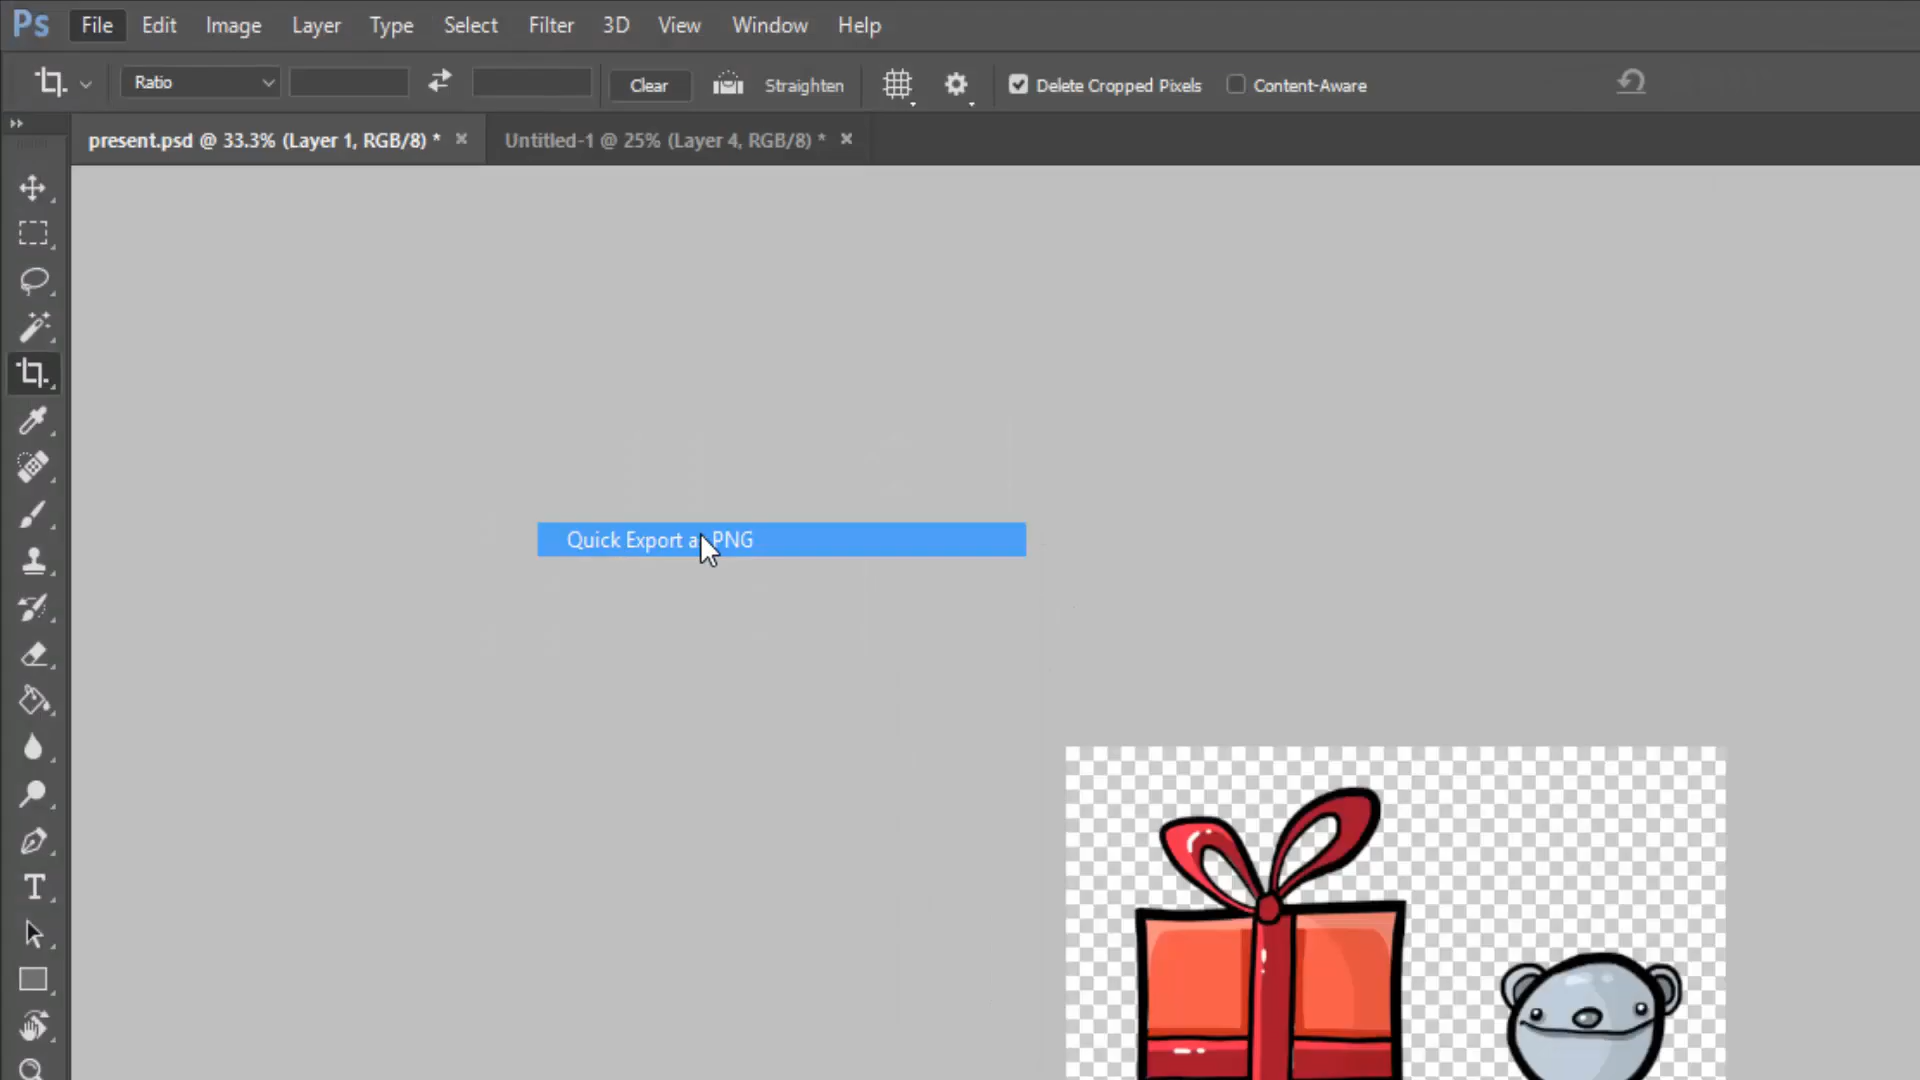 Ps File Edit Image Layer Type Select Filter 3D View Window Help
Ratio Clear Straighten Delete Cropped Pixels Content-Aware
present.psd @ 33.3% (Layer 1, RGB/8) * Untitled-1 @ 25% (Layer 4, RGB/8) *
Quick Export a PNG